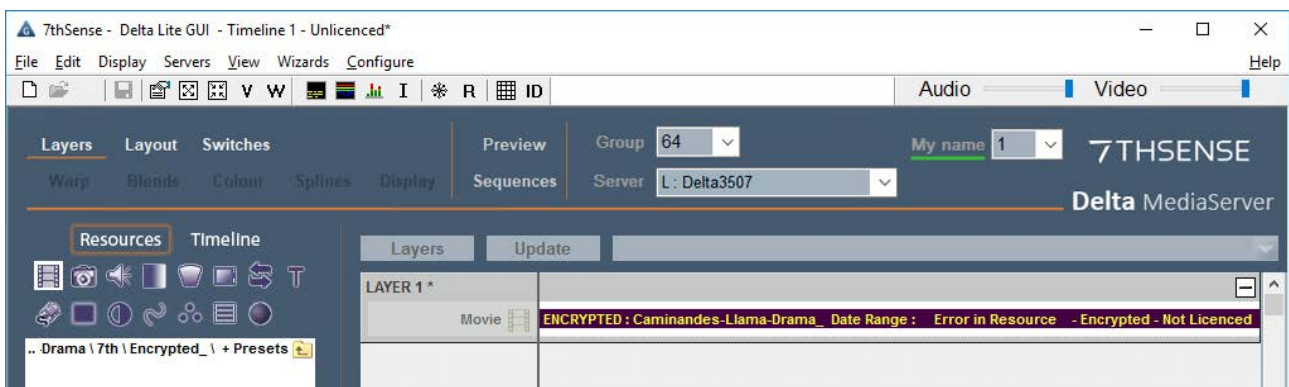 7thSense - Delta Lite GUI - Timeline 1 - Unlicenced*
File Edit Display Servers View Wizards Configure Help
V W I R ID Audio Video
Layers Layout Switches Preview Group 64 My name 1 7THSENSE
Warp Blends Colour Splines Display Sequences Server L : Delta3507
Delta MediaServer
Resources Timeline
Layers Update
T
LAYER 1 *
Movie ENCRYPTED : Caminandes-Llama-Drama_ Date Range : Error in Resource - Encrypted - Not Licenced
.. Drama \ 7th \ Encrypted_ \ + Presets